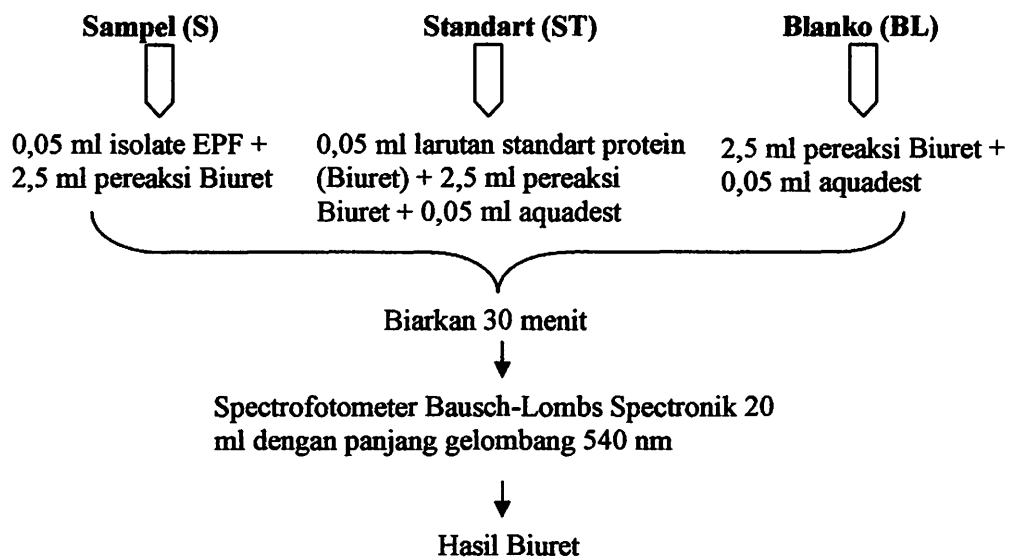 Sampel (S)
0,05 ml isolate EPF +
2,5 ml pereaksi Biuret
Standart (ST)
0,05 ml larutan standart protein
(Biuret) + 2,5 ml pereaksi
Biuret + 0,05 ml aquadest
Blanko (BL)
2,5 ml pereaksi Biuret +
0,05 ml aquadest
Biarkan 30 menit
Spectrofotometer Bausch-Lombs Spectronik 20
ml dengan panjang gelombang 540 nm
Hasil Biuret